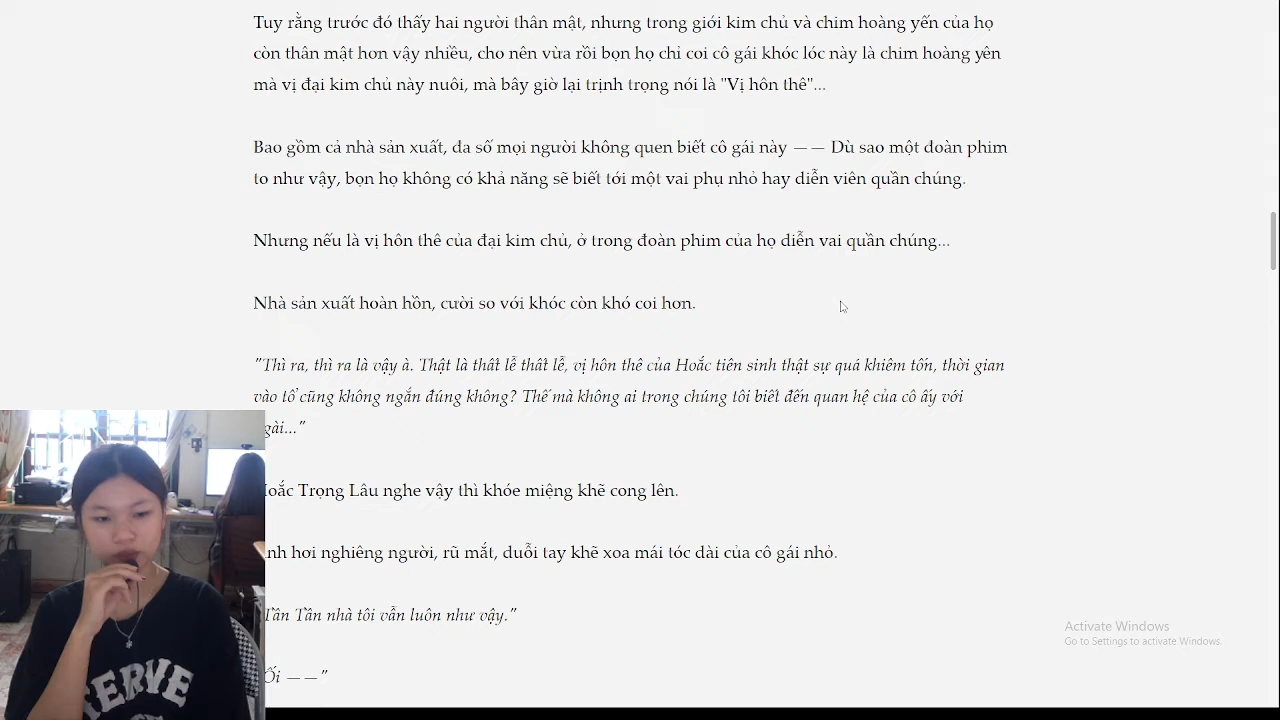 Tuy rằng trước đó thấy hai người thân mật, nhưng trong giới kim chủ và chim hoàng yến của họ
còn thân mật hơn vậy nhiều, cho nên vừa rồi bọn họ chỉ coi cô gái khóc lóc này là chim hoàng yên
mà vị đại kim chủ này nuôi, mà bây giờ lại trịnh trọng nói là "Vị hôn thê"...
Bao gồm cả nhà sản xuất, đa số mọi người không quen biết cô gái này —— Dù sao một đoàn phim
to như vậy, bọn họ không có khả năng sẽ biết tới một vai phụ nhỏ hay diễn viên quần chúng.
Nhưng nếu là vị hôn thê của đại kim chủ, ở trong đoàn phim của họ diễn vai quần chúng...
Nhà sản xuất hoàn hồn, cười so với khóc còn khó coi hơn.
"Thì ra, thì ra là vậy à. Thật là thất lễ thất lễ, vị hôn thê của Hoắc tiên sinh thật sự quá khiêm tốn, thời gian
vào tổ cũng không ngắn đúng không? Thế mà không ai trong chúng tôi biết đến quan hệ của cô ấy với
gài..."
oắc Trọng Lâu nghe vậy thì khóe miệng khẽ cong lên.
nh hơi nghiêng người, rũ mắt, duỗi tay khẽ xoa mái tóc dài của cô gái nhỏ.
Tần Tần nhà tôi vẫn luôn như vậy."
Ối ——"
Activate Windows
Go to Settings to activate Windows.
ERVE